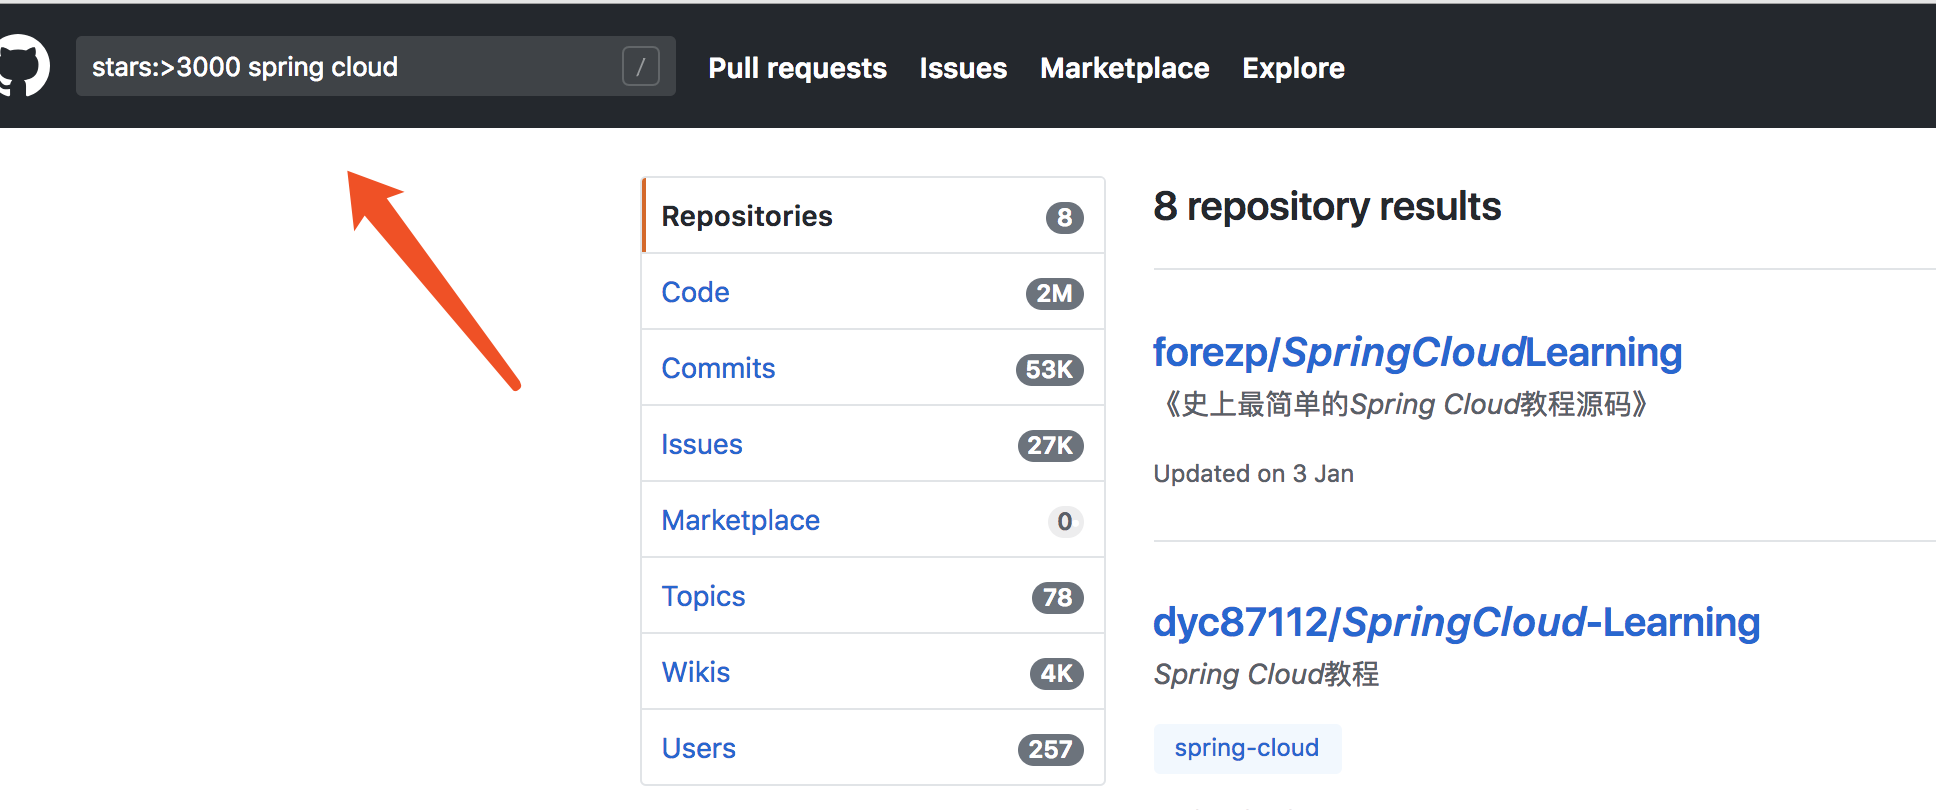 stars:>3000 spring cloud /
Pull requests Issues Marketplace Explore
Repositories 8
Code 2M
Commits 53K
Issues 27K
Marketplace 0
Topics 78
Wikis 4K
Users 257
8 repository results
forezp/SpringCloudLearning
《史上最简单的Spring Cloud教程源码》
Updated on 3 Jan
dyc87112/SpringCloud-Learning
Spring Cloud教程
spring-cloud